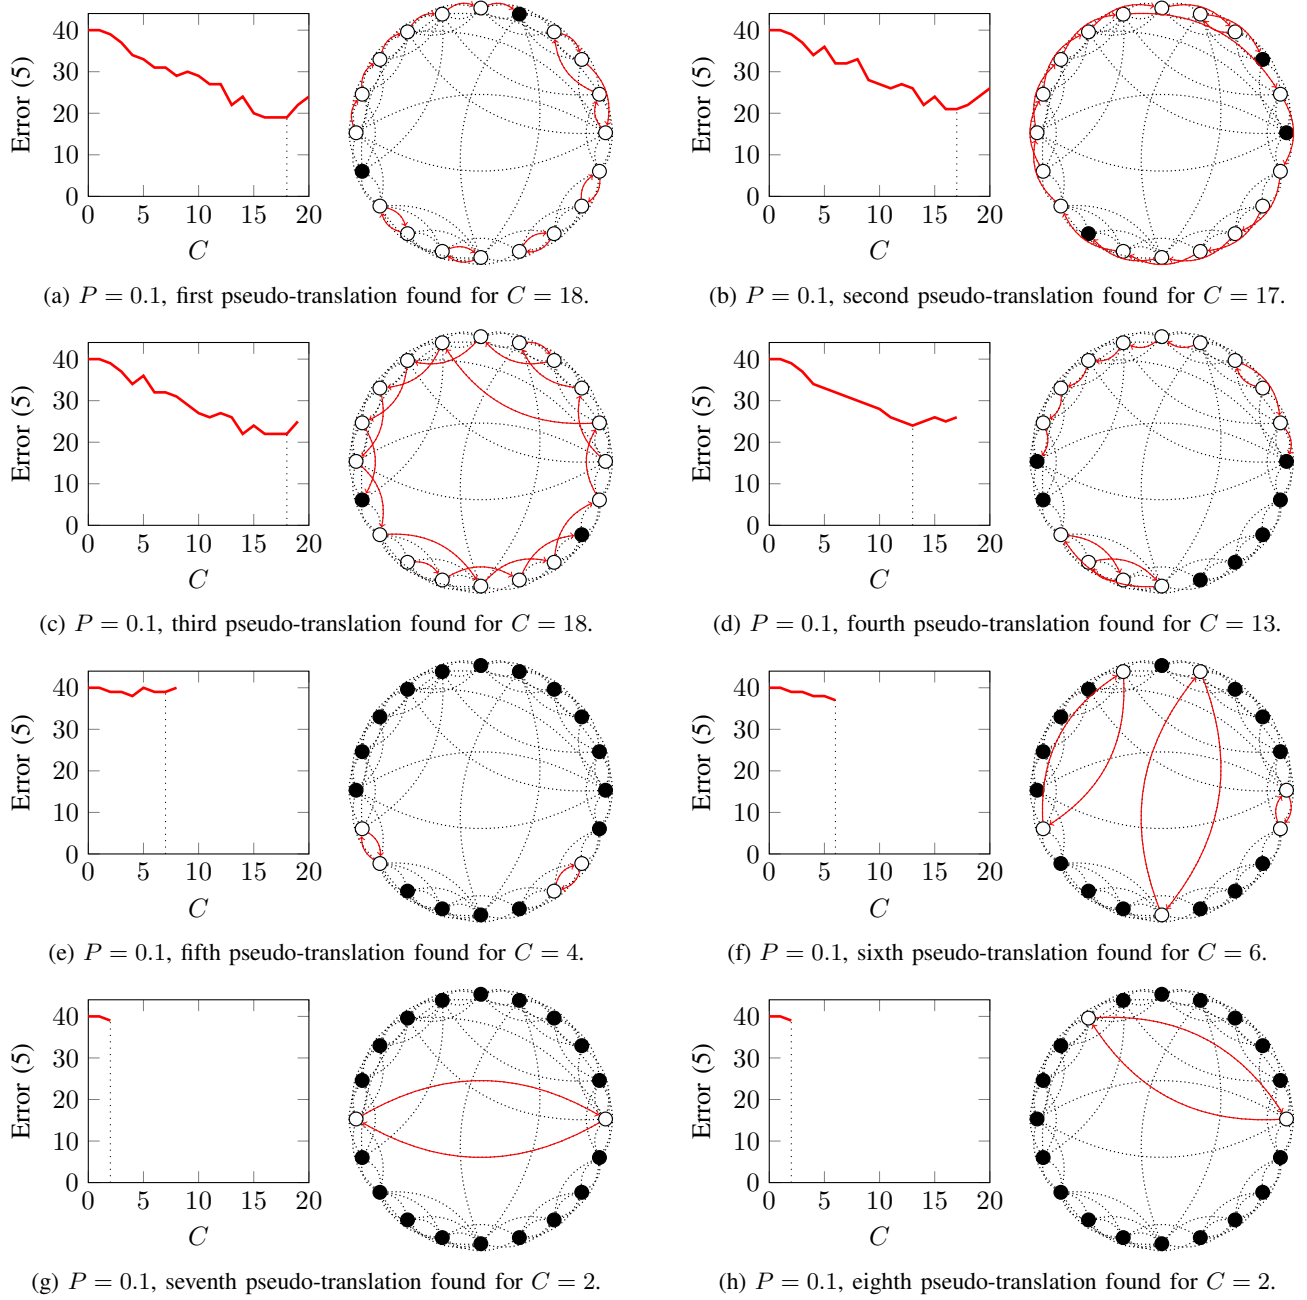 40
30
20
10
0
Error (5)
0 5 10 15 20
C
(a) P = 0.1, first pseudo-translation found for C = 18.
40
30
20
10
0
Error (5)
0 5 10 15 20
C
(b) P = 0.1, second pseudo-translation found for C = 17.
40
30
20
10
0
Error (5)
0 5 10 15 20
C
(c) P = 0.1, third pseudo-translation found for C = 18.
40
30
20
10
0
Error (5)
0 5 10 15 20
C
(d) P = 0.1, fourth pseudo-translation found for C = 13.
40
30
20
10
0
Error (5)
0 5 10 15 20
C
(e) P = 0.1, fifth pseudo-translation found for C = 4.
40
30
20
10
0
Error (5)
0 5 10 15 20
C
(f) P = 0.1, sixth pseudo-translation found for C = 6.
40
30
20
10
0
Error (5)
0 5 10 15 20
C
(g) P = 0.1, seventh pseudo-translation found for C = 2.
40
30
20
10
0
Error (5)
0 5 10 15 20
C
(h) P = 0.1, eighth pseudo-translation found for C = 2.